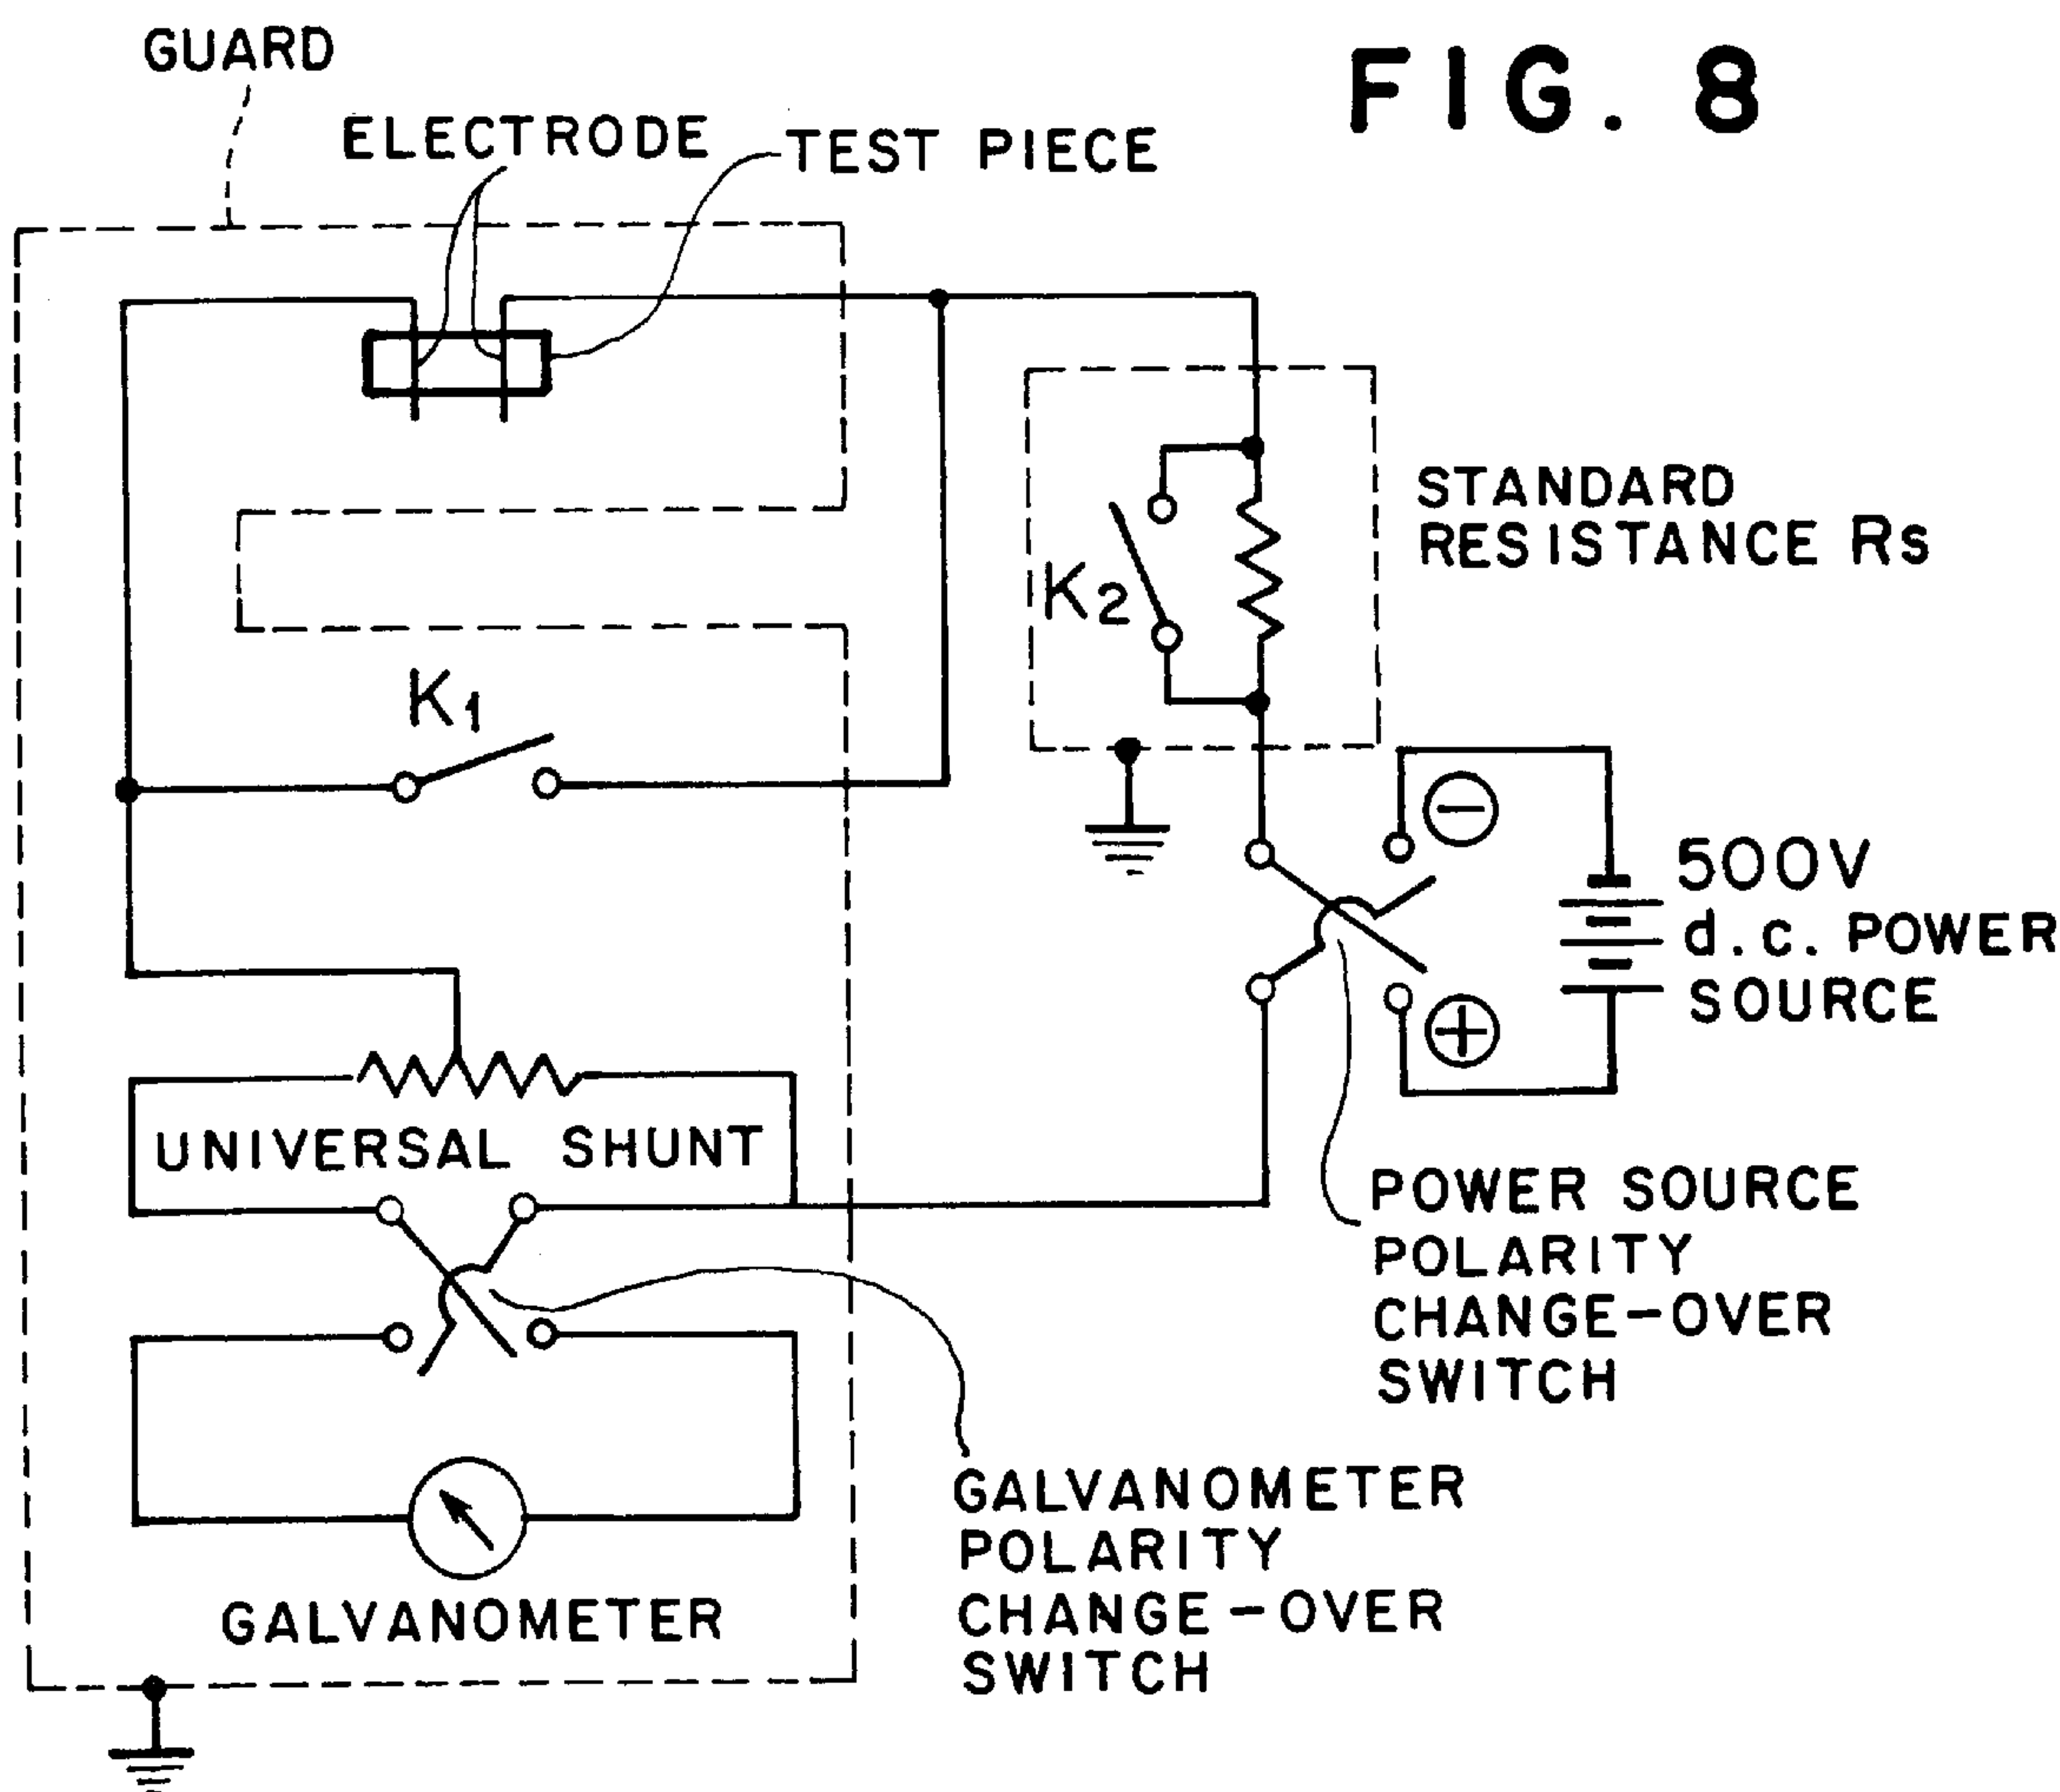 FIG. 8
GUARD
ELECTRODE
TEST PIECE
STANDARD
RESISTANCE Rs
K2
K1
500V
d.c. POWER
SOURCE
UNIVERSAL SHUNT
POWER SOURCE
POLARITY
CHANGE-OVER
SWITCH
GALVANOMETER
POLARITY
CHANGE-OVER
SWITCH
GALVANOMETER